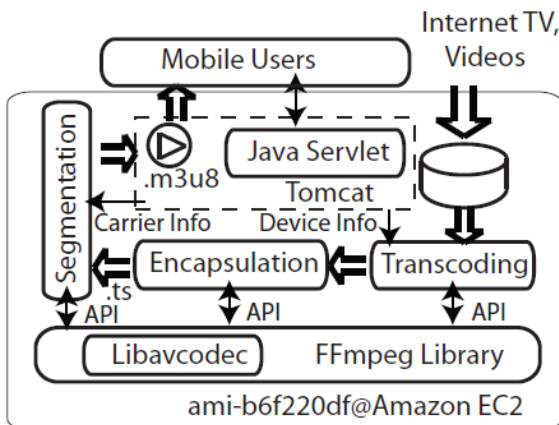 Internet TV,
Videos
Mobile Users
Segmentation
.m3u8
Java Servlet
Tomcat
Carrier Info
Device Info
Encapsulation
Transcoding
.ts
API
API
API
Libavcodec
FFmpeg Library
ami-b6f220df@Amazon EC2